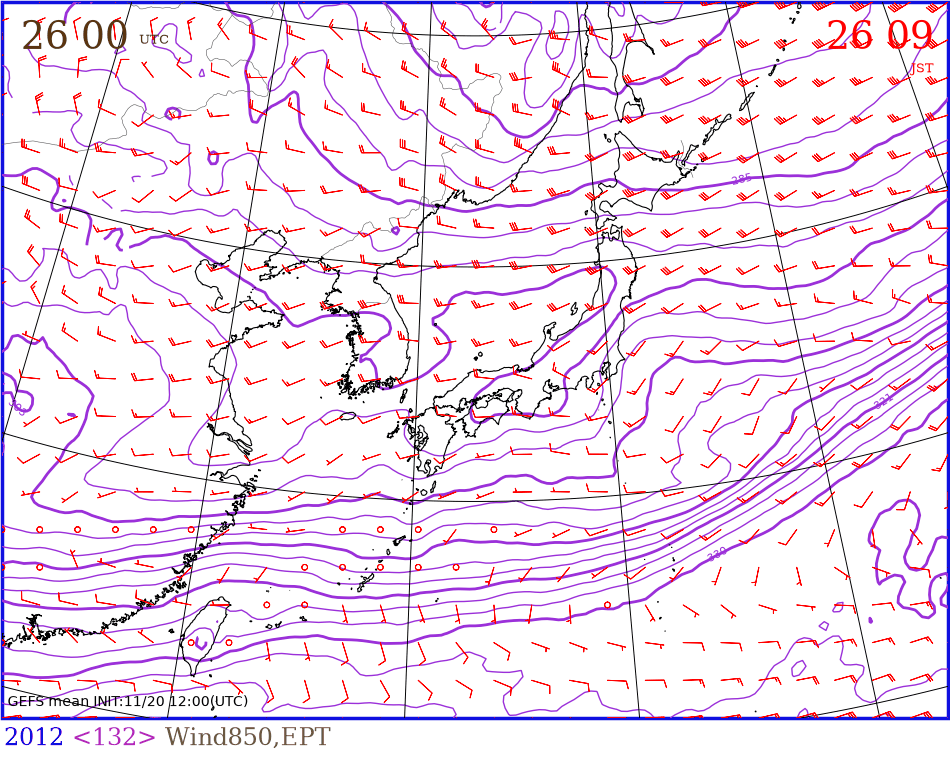 26 00 UTC
26 09
JST
285
321
330
GEFS mean INIT:11/20 12:00(UTC)
2012 <132> Wind850,EPT